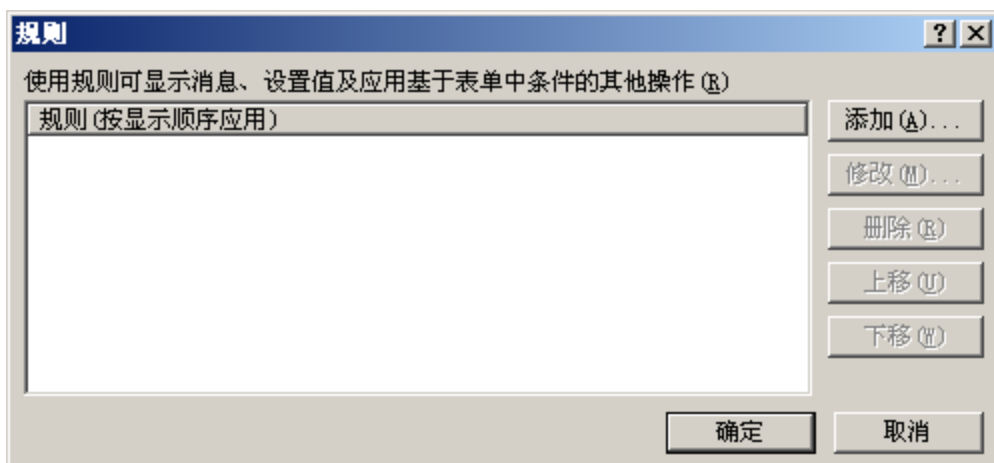 规则
使用规则可显示消息、设置值及应用基于表单中条件的其他操作(R)
规则(按显示顺序应用)
添加(A)...
修改(M)...
删除(R)
上移(U)
下移(W)
确定
取消